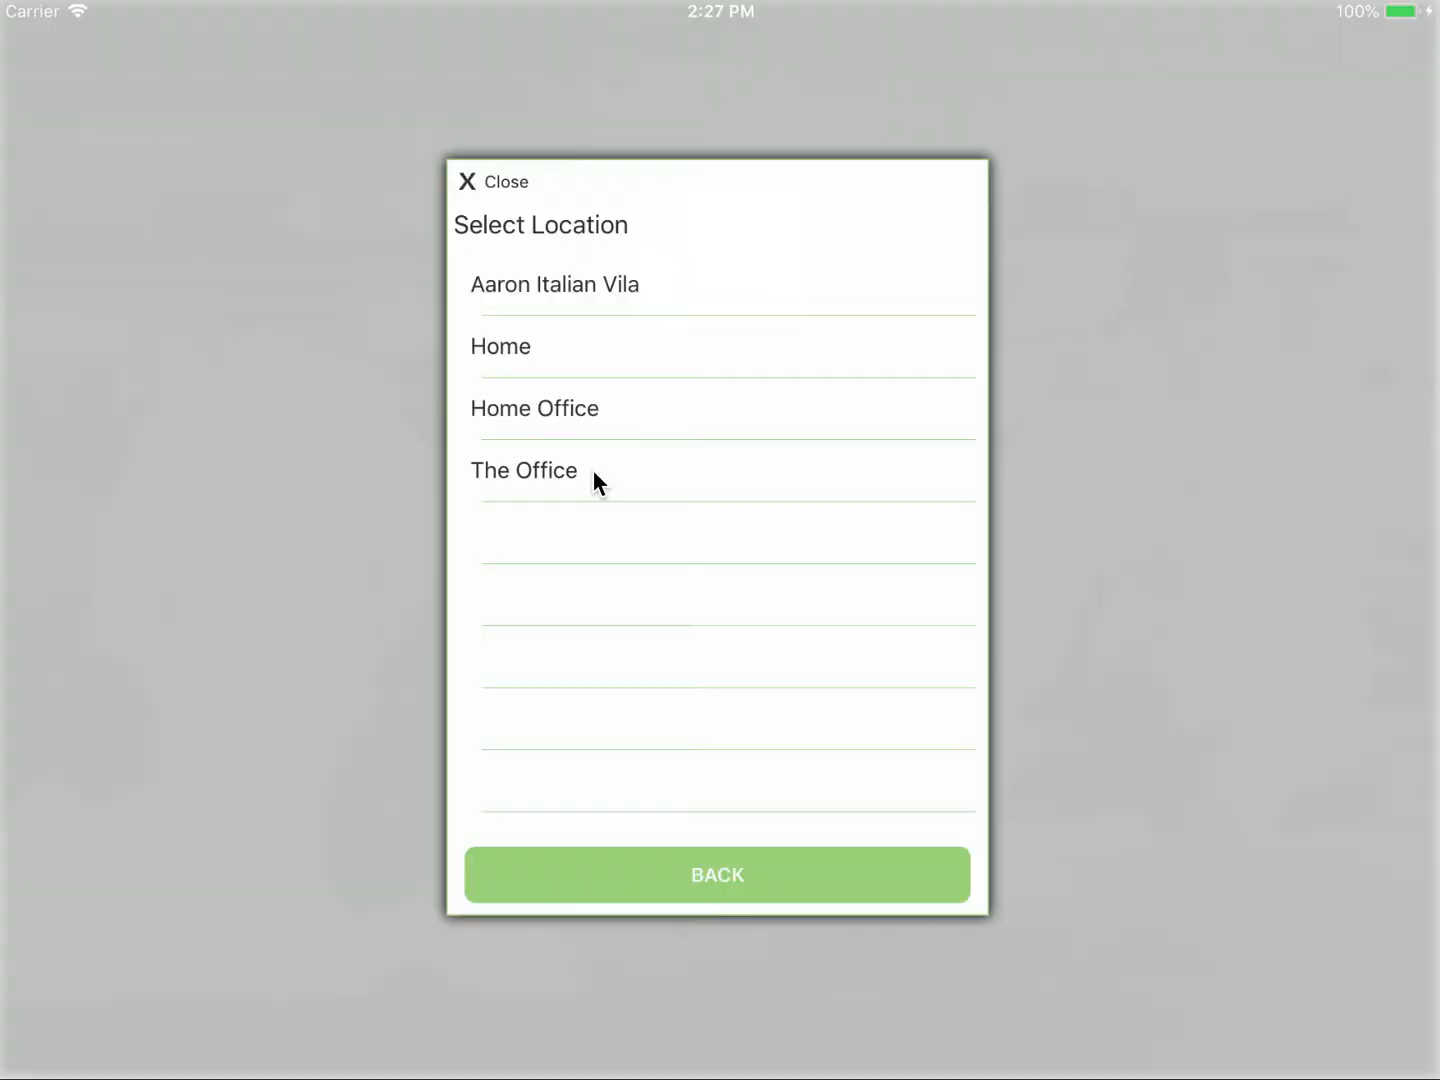 Carrier 2:27 PM 100%
X Close
Select Location
Aaron Italian Vila
Home
Home Office
The Office
BACK